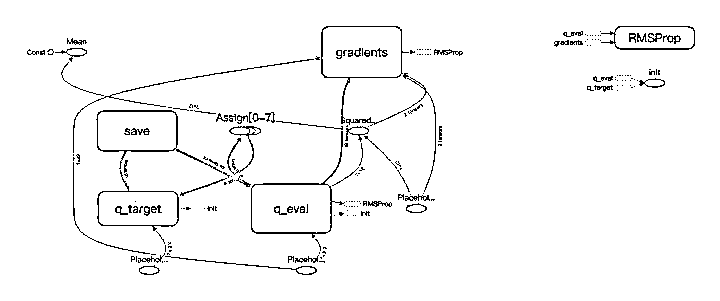 Const
Mean
gradients
RMSProp
q_eval
gradients
RMSProp
init
q_eval
q_target
save
Assign[0-7]
Squared...
q_target
init
q_eval
RMSProp
init
Placehol...
Placehol...
Placehol...